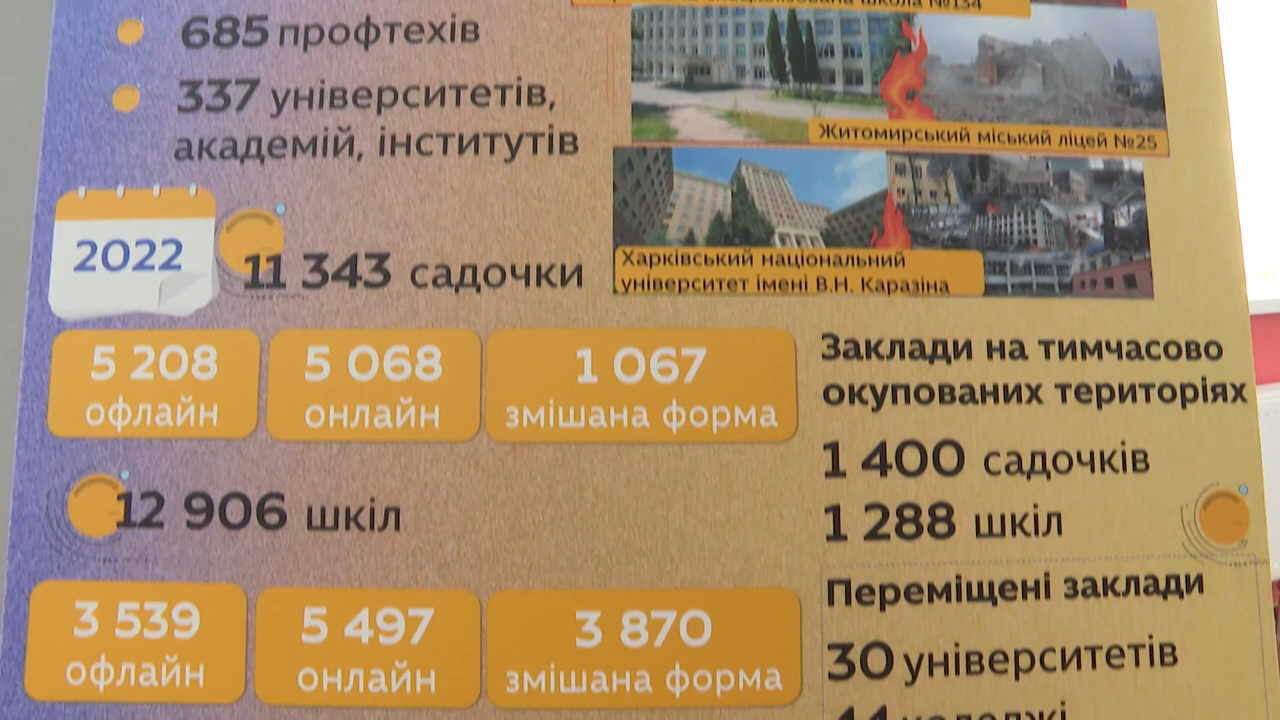 685 профтехів
337 університетів,
академій, інститутів
школа №134
Житомирський міський ліцей №25
Харківський національний
університет імені В.Н. Каразіна
2022
11 343 садочки
5 208
офлайн
5 068
онлайн
1 067
змішана форма
12 906 шкіл
3 539
офлайн
5 497
онлайн
3 870
змішана форма
Заклади на тимчасово
окупованих територіях
1 400 садочків
1 288 шкіл
Переміщені заклади
30 університетів